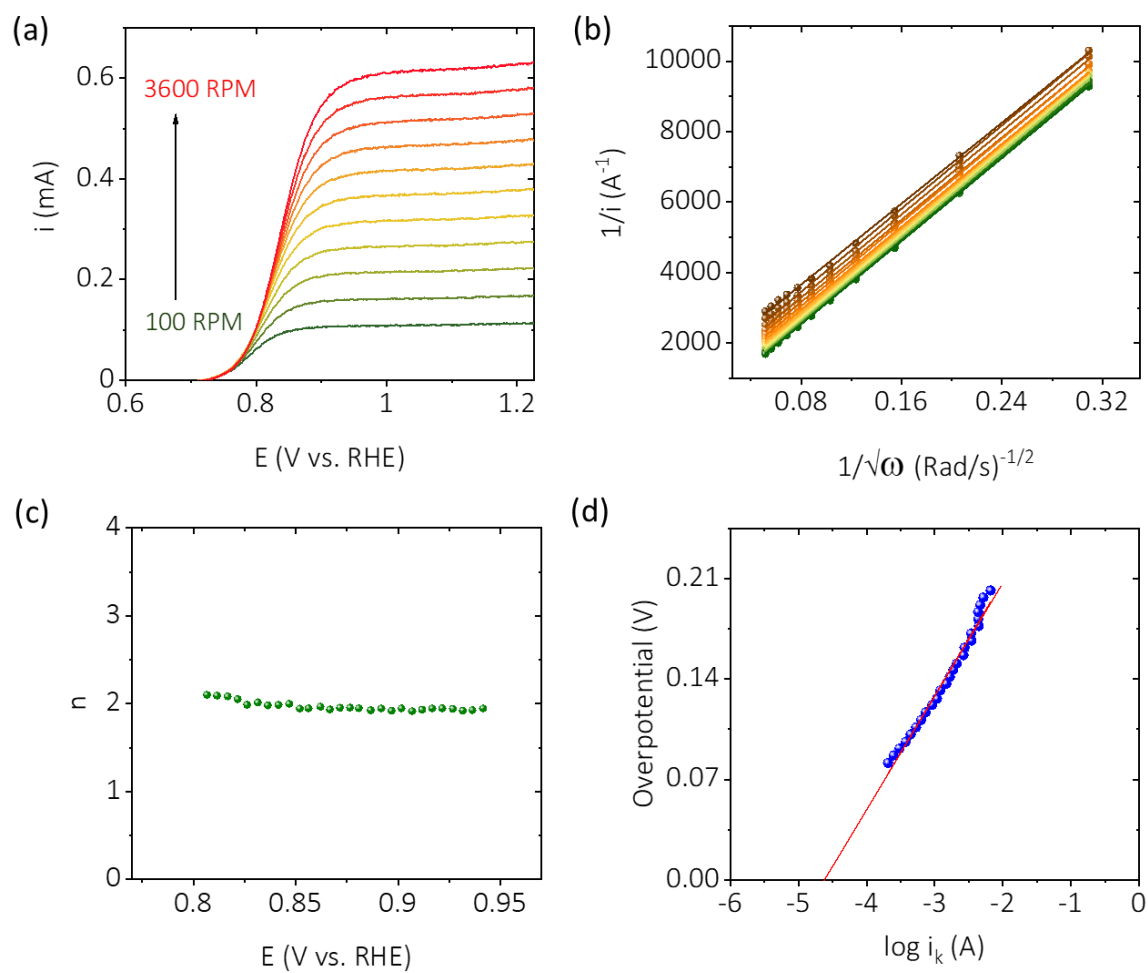 (a)
0.6
0.4
0.2
0
i (mA)
3600 RPM
100 RPM
0.6
0.8
1
1.2
E (V vs. RHE)
(b)
10000
8000
6000
4000
2000
1/i (A⁻¹)
0.08
0.16
0.24
0.32
1/√ω (Rad/s)⁻¹/²
(c)
4
3
2
1
0
n
0.8
0.85
0.9
0.95
E (V vs. RHE)
(d)
0.21
0.14
0.07
0.00
Overpotential (V)
-6
-5
-4
-3
-2
-1
0
log iₖ (A)